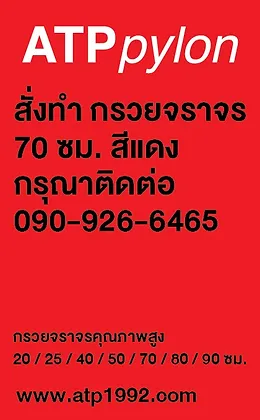 ATPpylon
สั่งทำ กรวยจราจร
70 ซม. สีแดง
กรุณาติดต่อ
090-926-6465
กรวยจราจรคุณภาพสูง
20 / 25 / 40 / 50 / 70 / 80 / 90 ซม.
www.atp1992.com